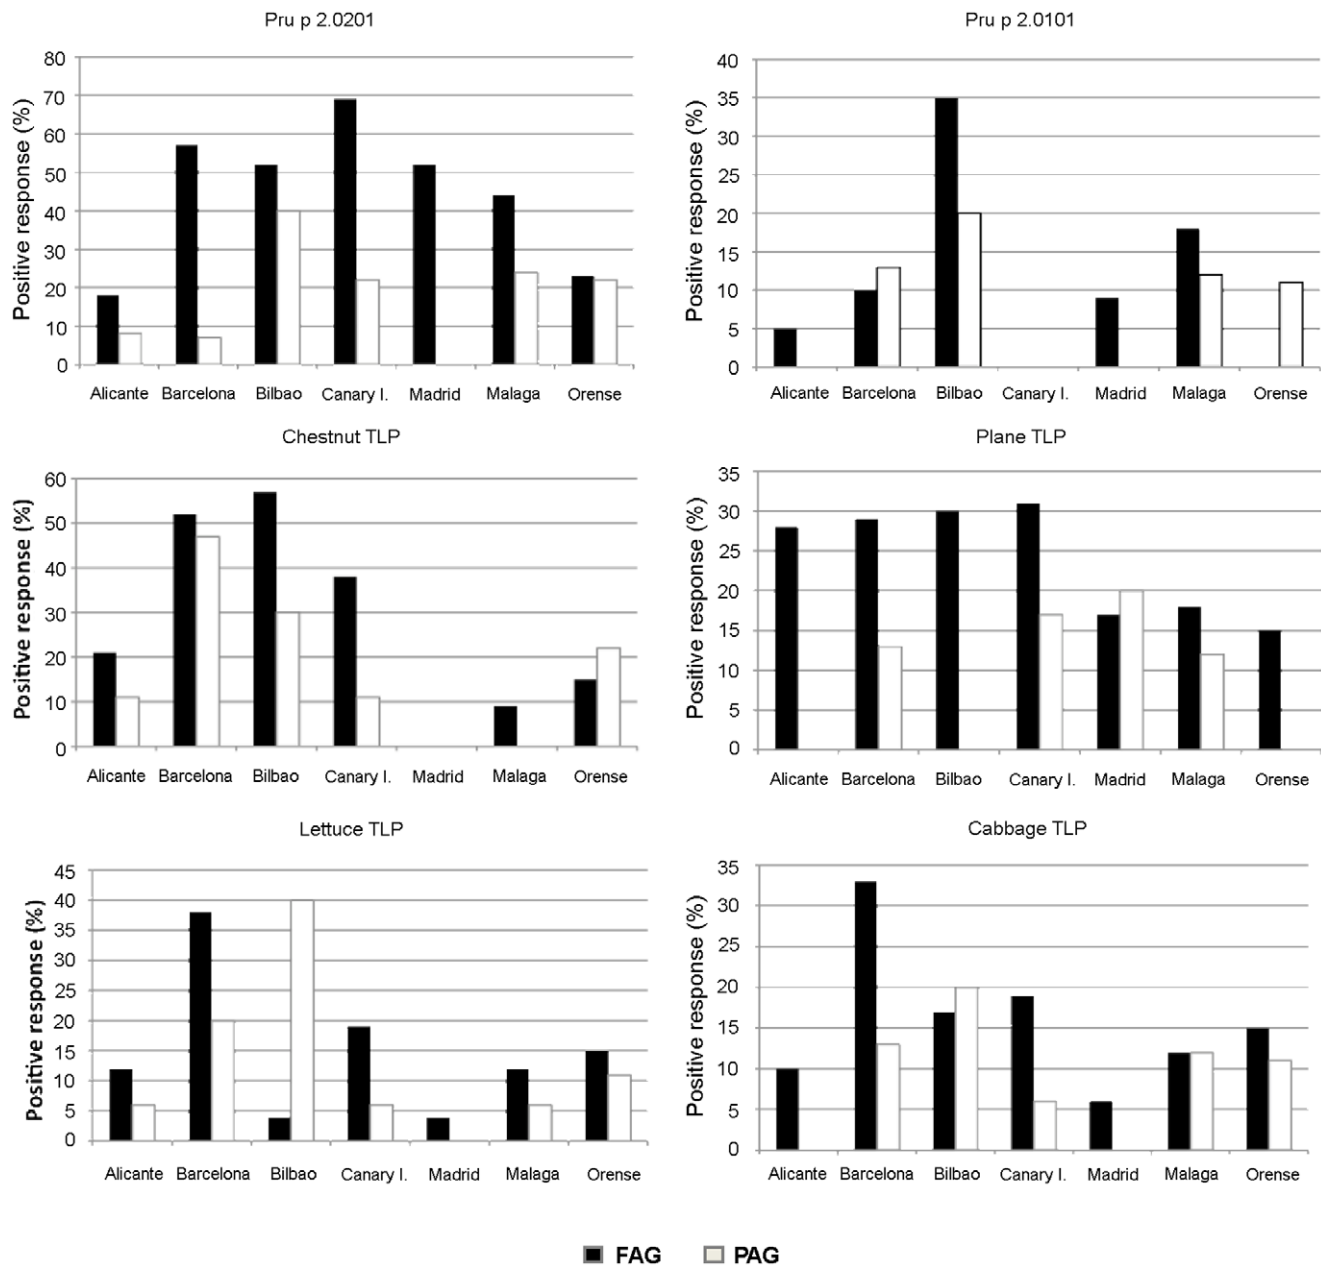 Pru p 2.0201
Positive response (%)
80
70
60
50
40
30
20
10
0
Alicante Barcelona Bilbao Canary I. Madrid Malaga Orense
Pru p 2.0101
Positive response (%)
40
35
30
25
20
15
10
5
0
Alicante Barcelona Bilbao Canary I. Madrid Malaga Orense
Chestnut TLP
Positive response (%)
60
50
40
30
20
10
0
Alicante Barcelona Bilbao Canary I. Madrid Malaga Orense
Plane TLP
Positive response (%)
35
30
25
20
15
10
5
0
Alicante Barcelona Bilbao Canary I. Madrid Malaga Orense
Lettuce TLP
Positive response (%)
45
40
35
30
25
20
15
10
5
0
Alicante Barcelona Bilbao Canary I. Madrid Malaga Orense
Cabbage TLP
Positive response (%)
35
30
25
20
15
10
5
0
Alicante Barcelona Bilbao Canary I. Madrid Malaga Orense
FAG PAG